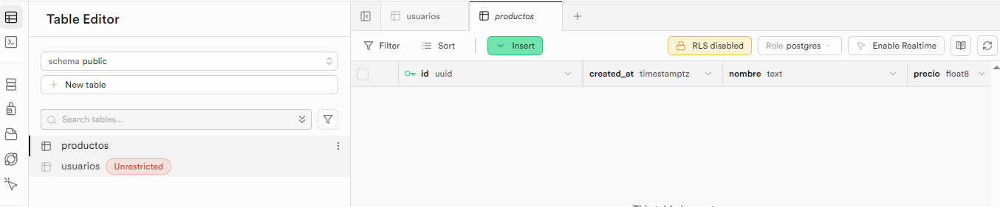 Table Editor
usuarios
productos
schema public
New table
Search tables...
productos
usuarios Unrestricted
Filter
Sort
Insert
RLS disabled
Role postgres
Enable Realtime
id uuid
created_at timestamptz
nombre text
precio float8